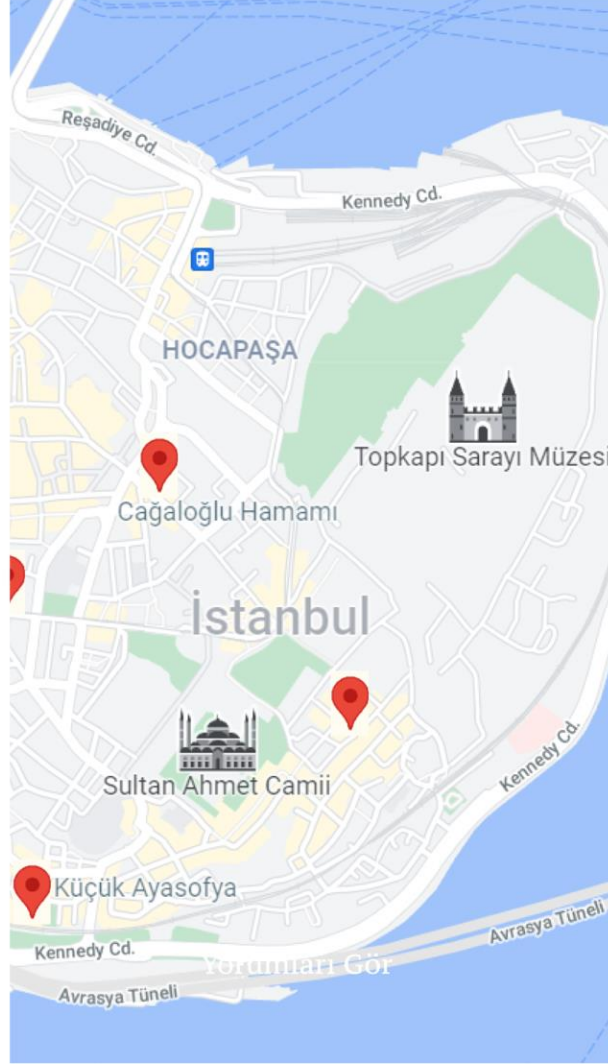 Reşadiye Cd.
Kennedy Cd.
HOCAPAŞA
Topkapı Sarayı Müzesi
Cağaloğlu Hamamı
İstanbul
Sultan Ahmet Camii
Kennedy Cd.
Küçük Ayasofya
Avrasya Tüneli
Kennedy Cd.
Yorumları Gör
Avrasya Tüneli